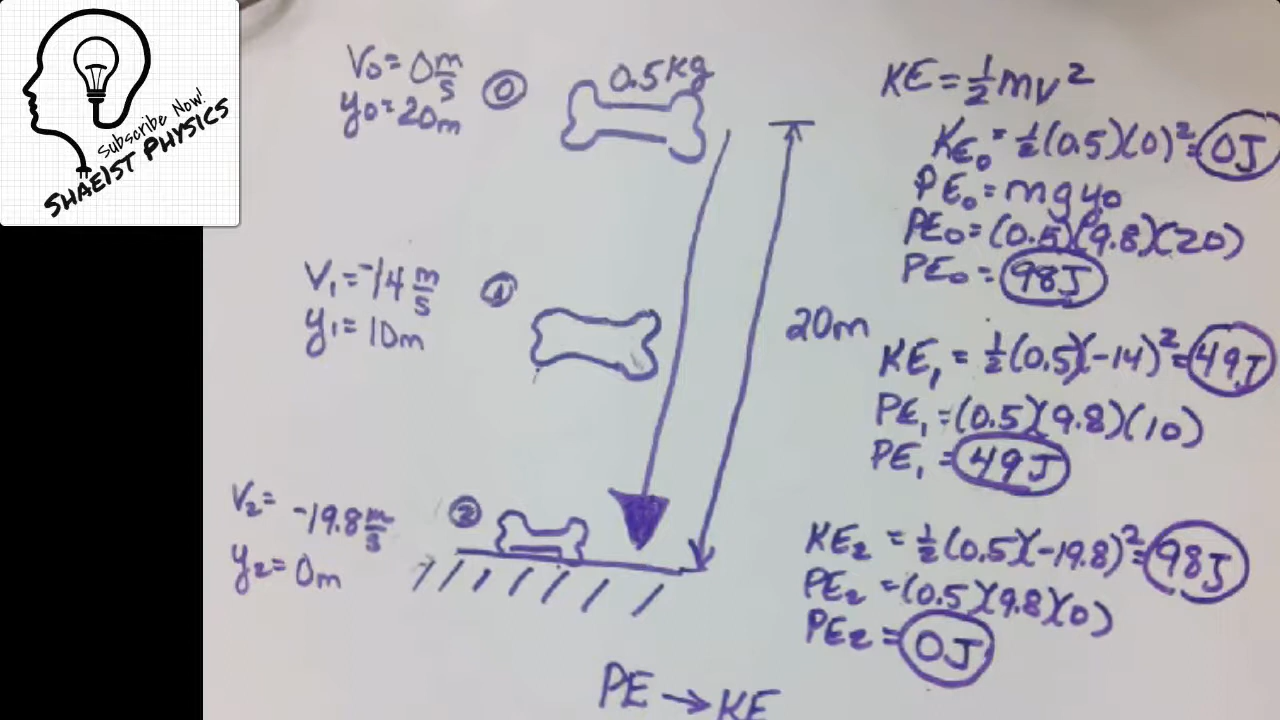 Subscribe Now!
SHAEIST PHYSICS
V₀=0 m/s
y₀=20m
⓪
0.5kg
V₁=-14 m/s
y₁=10m
①
20m
V₂= -19.8 m/s
y₂=0m
②
PE→KE
KE=½mv²
KE₀=½(0.5)(0)²=0J
PE₀=mgy₀
PE₀=(0.5)(9.8)(20)
PE₀=98J
KE₁=½(0.5)(-14)²=49J
PE₁=(0.5)(9.8)(10)
PE₁=49J
KE₂=½(0.5)(-19.8)²=98J
PE₂=(0.5)(9.8)(0)
PE₂=0J